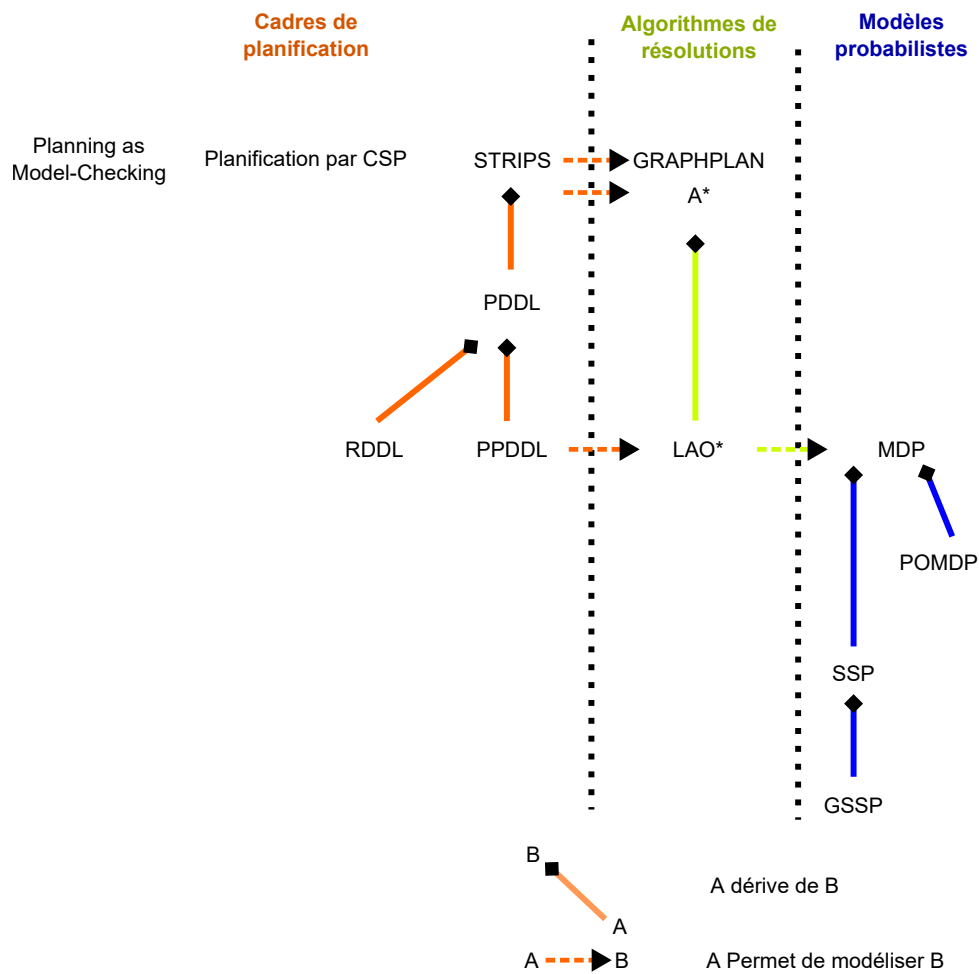 Cadres de
planification
Algorithmes de
résolutions
Modèles
probabilistes
Planning as
Model-Checking
Planification par CSP
STRIPS
GRAPHPLAN
A*
PDDL
RDDL
PPDDL
LAO*
MDP
POMDP
SSP
GSSP
B
A
A dérive de B
A
B
A Permet de modéliser B